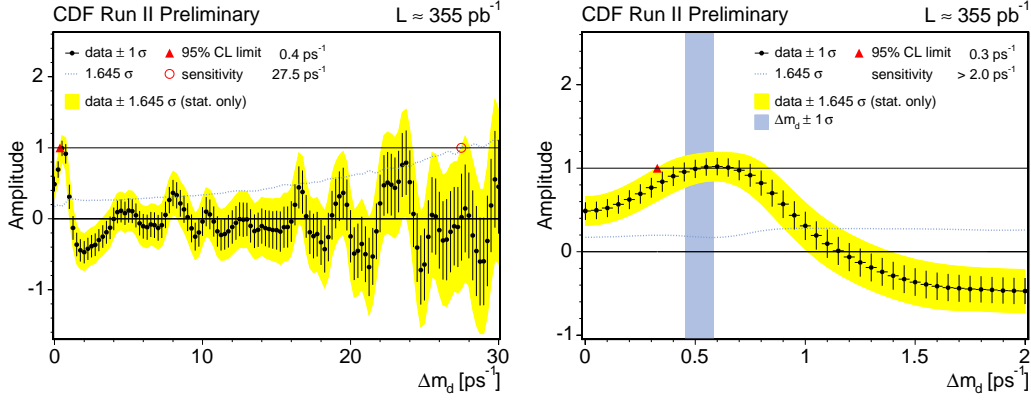 CDF Run II Preliminary L ≈ 355 pb⁻¹
data ± 1 σ 95% CL limit 0.4 ps⁻¹
1.645 σ sensitivity 27.5 ps⁻¹
data ± 1.645 σ (stat. only)
Amplitude
2
1
0
-1
0 10 20 30
Δm_d [ps⁻¹]
CDF Run II Preliminary L ≈ 355 pb⁻¹
data ± 1 σ 95% CL limit 0.3 ps⁻¹
1.645 σ sensitivity > 2.0 ps⁻¹
data ± 1.645 σ (stat. only)
Δm_d ± 1 σ
Amplitude
2
1
0
-1
0 0.5 1 1.5 2
Δm_d [ps⁻¹]